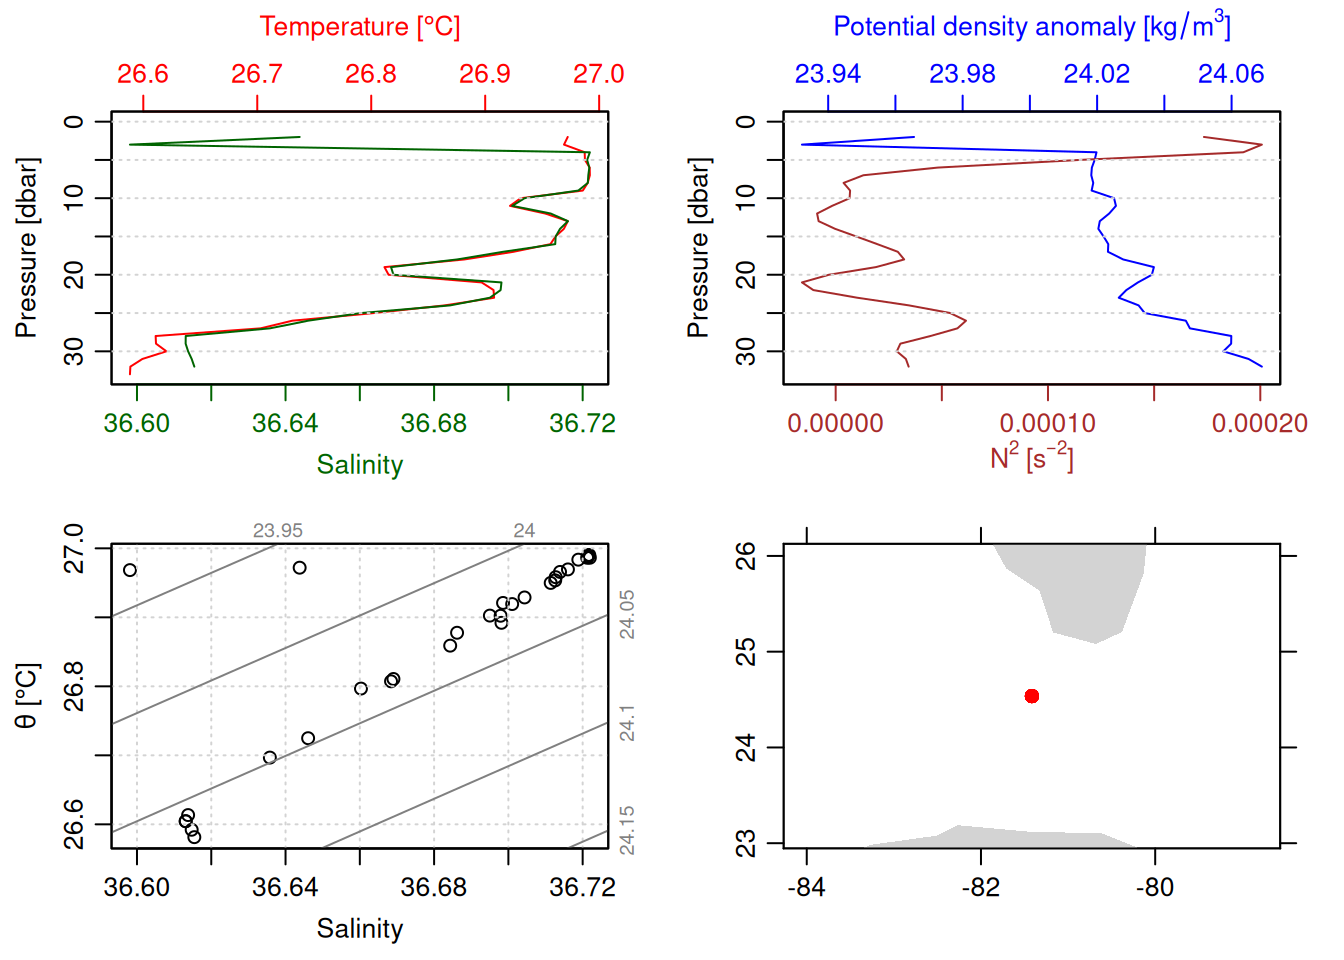 Temperature [°C]
26.6 26.7 26.8 26.9 27.0
0
10
20
30
Pressure [dbar]
36.60 36.64 36.68 36.72
Salinity
Potential density anomaly [kg/m³]
23.94 23.98 24.02 24.06
0
10
20
30
Pressure [dbar]
0.00000 0.00010 0.00020
N² [s⁻²]
23.95 24
27.0
26.8
26.6
θ [°C]
24.05
24.1
24.15
36.60 36.64 36.68 36.72
Salinity
26
25
24
23
-84 -82 -80